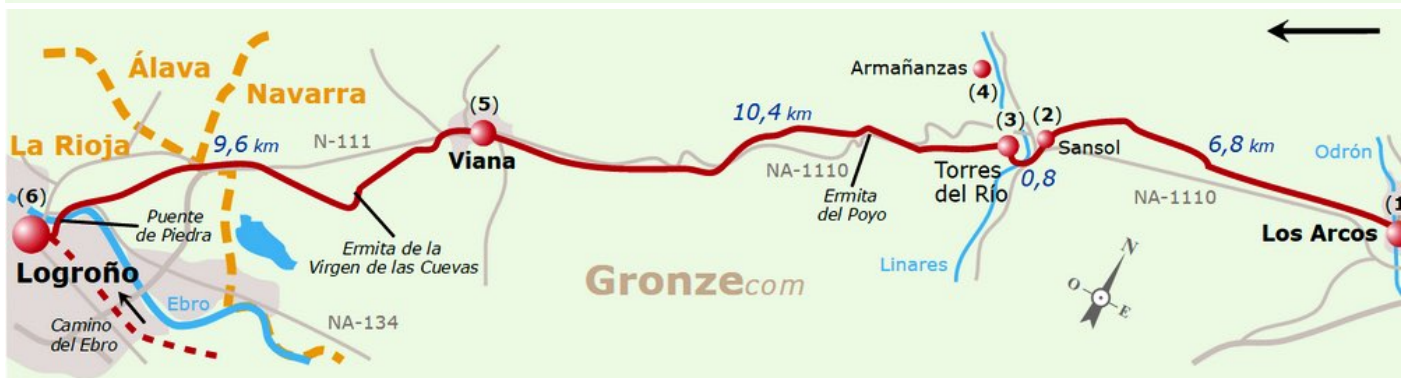 Álava
Navarra
La Rioja
9,6 km
N-111
(5)
Viana
10,4 km
Armañanzas
(4)
(3)
(2)
Sansol
6,8 km
Odrón
(1
Torres
del Río
0,8
NA-1110
NA-1110
Los Arcos
Ermita
del Poyo
Linares
(6)
Puente
de Piedra
Ermita de la
Virgen de las Cuevas
Logroño
Ebro
NA-134
Camino
del Ebro
Gronze.com
N
O
E